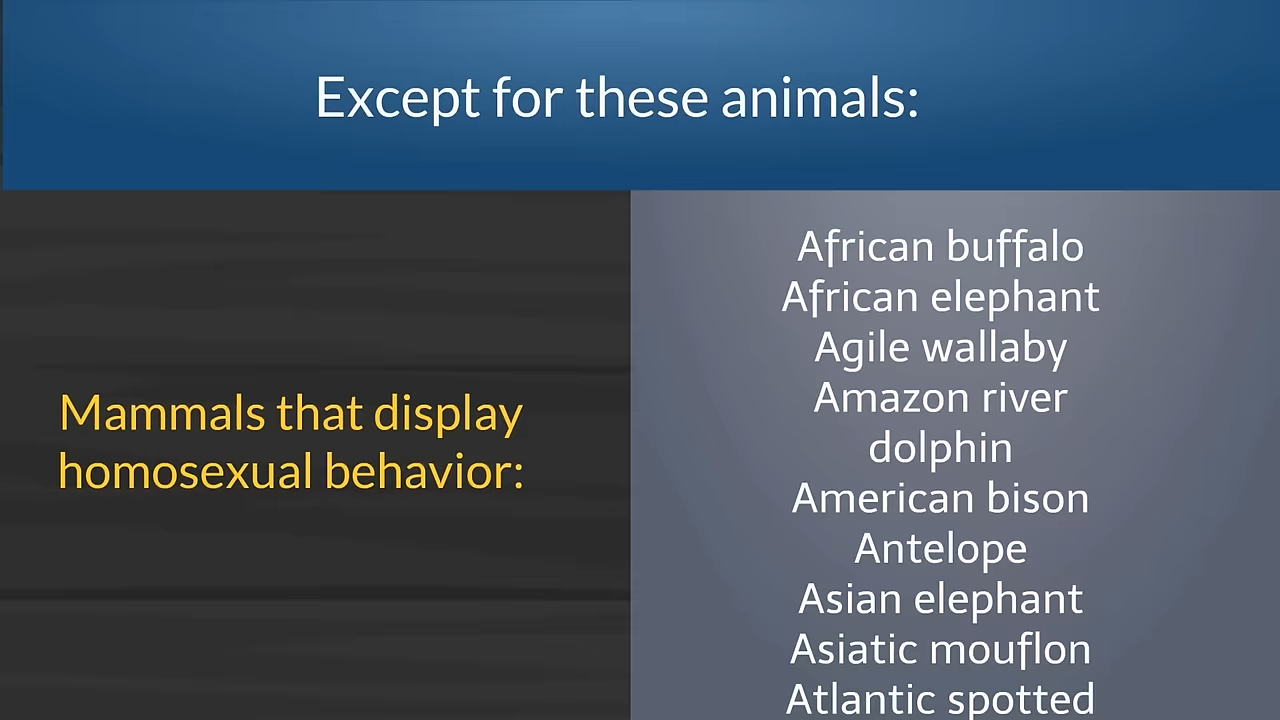 Except for these animals:
Mammals that display
homosexual behavior:
African buffalo
African elephant
Agile wallaby
Amazon river
dolphin
American bison
Antelope
Asian elephant
Asiatic mouflon
Atlantic spotted